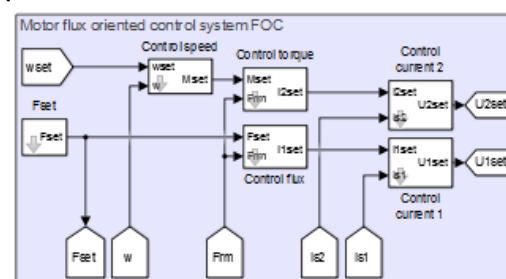 Motor flux oriented control system FOC
Control speed
Control torque
Control
current 2
wset
wset
w
Mset
Mset
Frm
I2set
I2set
Is2
U2set
U2set
Fset
Fset
Fset
Frm
I1set
I1set
Is1
U1set
U1set
Control flux
Control
current 1
Fset
w
Frm
Is2
Is1